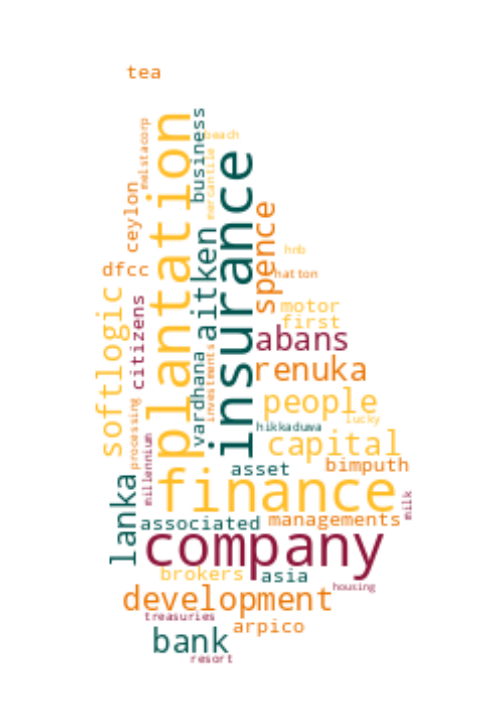 tea
business
beach
melstacorp
plantation
mercantile
insurance
ceylon
aitken
spence
hnb
dfcc
hatton
softlogic
citizens
motor
first
abans
investments
vardhana
renuka
people
processing
lucky
hikkaduwa
capital
millennium
asset
bimputh
finance
lanka
milk
associated
managements
company
brokers
asia
housing
development
treasuries
arpico
bank
resort